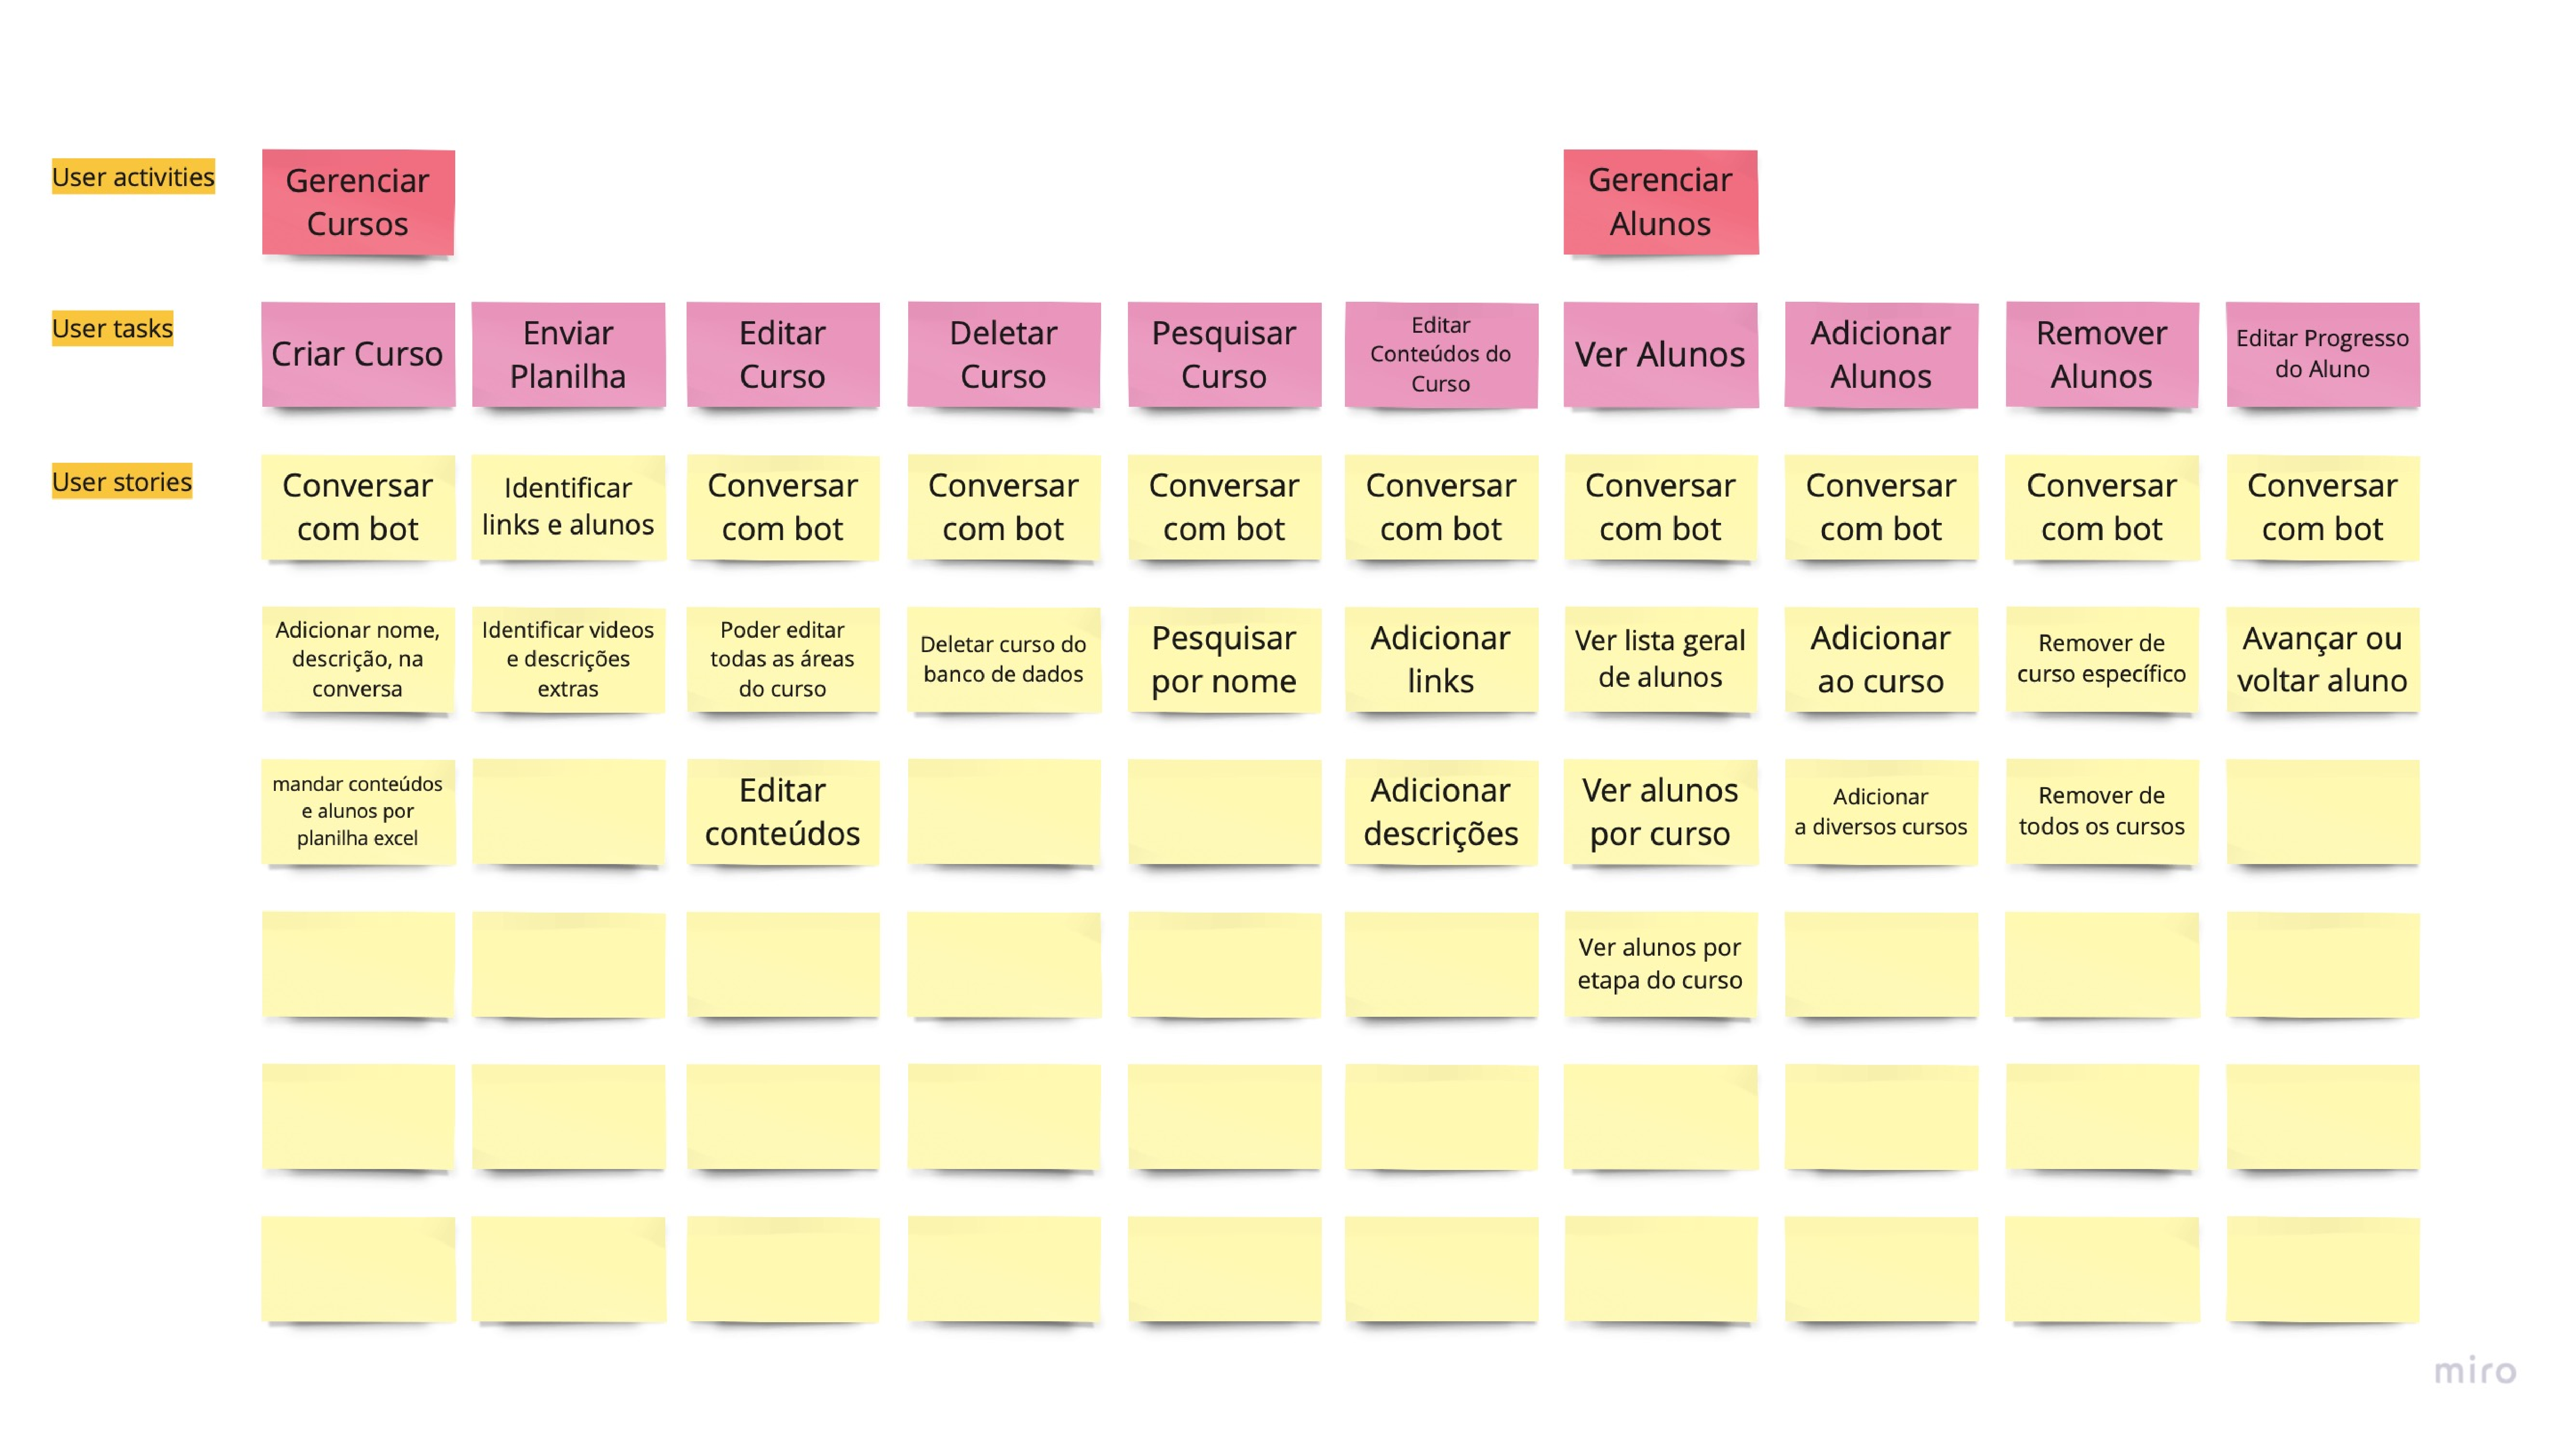 User activities
Gerenciar
Cursos
Gerenciar
Alunos
User tasks
Criar Curso
Enviar
Planilha
Editar
Curso
Deletar
Curso
Pesquisar
Curso
Editar
Conteúdos do
Curso
Ver Alunos
Adicionar
Alunos
Remover
Alunos
Editar Progresso
do Aluno
User stories
Conversar
com bot
Identificar
links e alunos
Conversar
com bot
Conversar
com bot
Conversar
com bot
Conversar
com bot
Conversar
com bot
Conversar
com bot
Conversar
com bot
Conversar
com bot
Adicionar nome,
descrição, na
conversa
Identificar videos
e descrições
extras
Poder editar
todas as áreas
do curso
Deletar curso do
banco de dados
Pesquisar
por nome
Adicionar
links
Ver lista geral
de alunos
Adicionar
ao curso
Remover de
curso específico
Avançar ou
voltar aluno
mandar conteúdos
e alunos por
planilha excel
Editar
conteúdos
Adicionar
descrições
Ver alunos
por curso
Adicionar
a diversos cursos
Remover de
todos os cursos
Ver alunos por
etapa do curso
miro